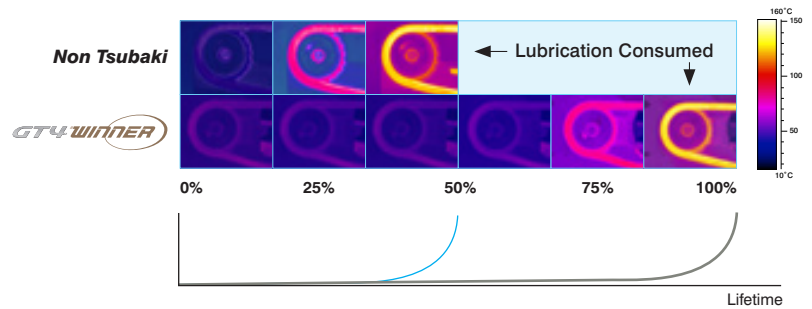 160°C
150
Non Tsubaki
Lubrication Consumed
100
GT4 WINNER
50
10°C
0% 25% 50% 75% 100%
Lifetime